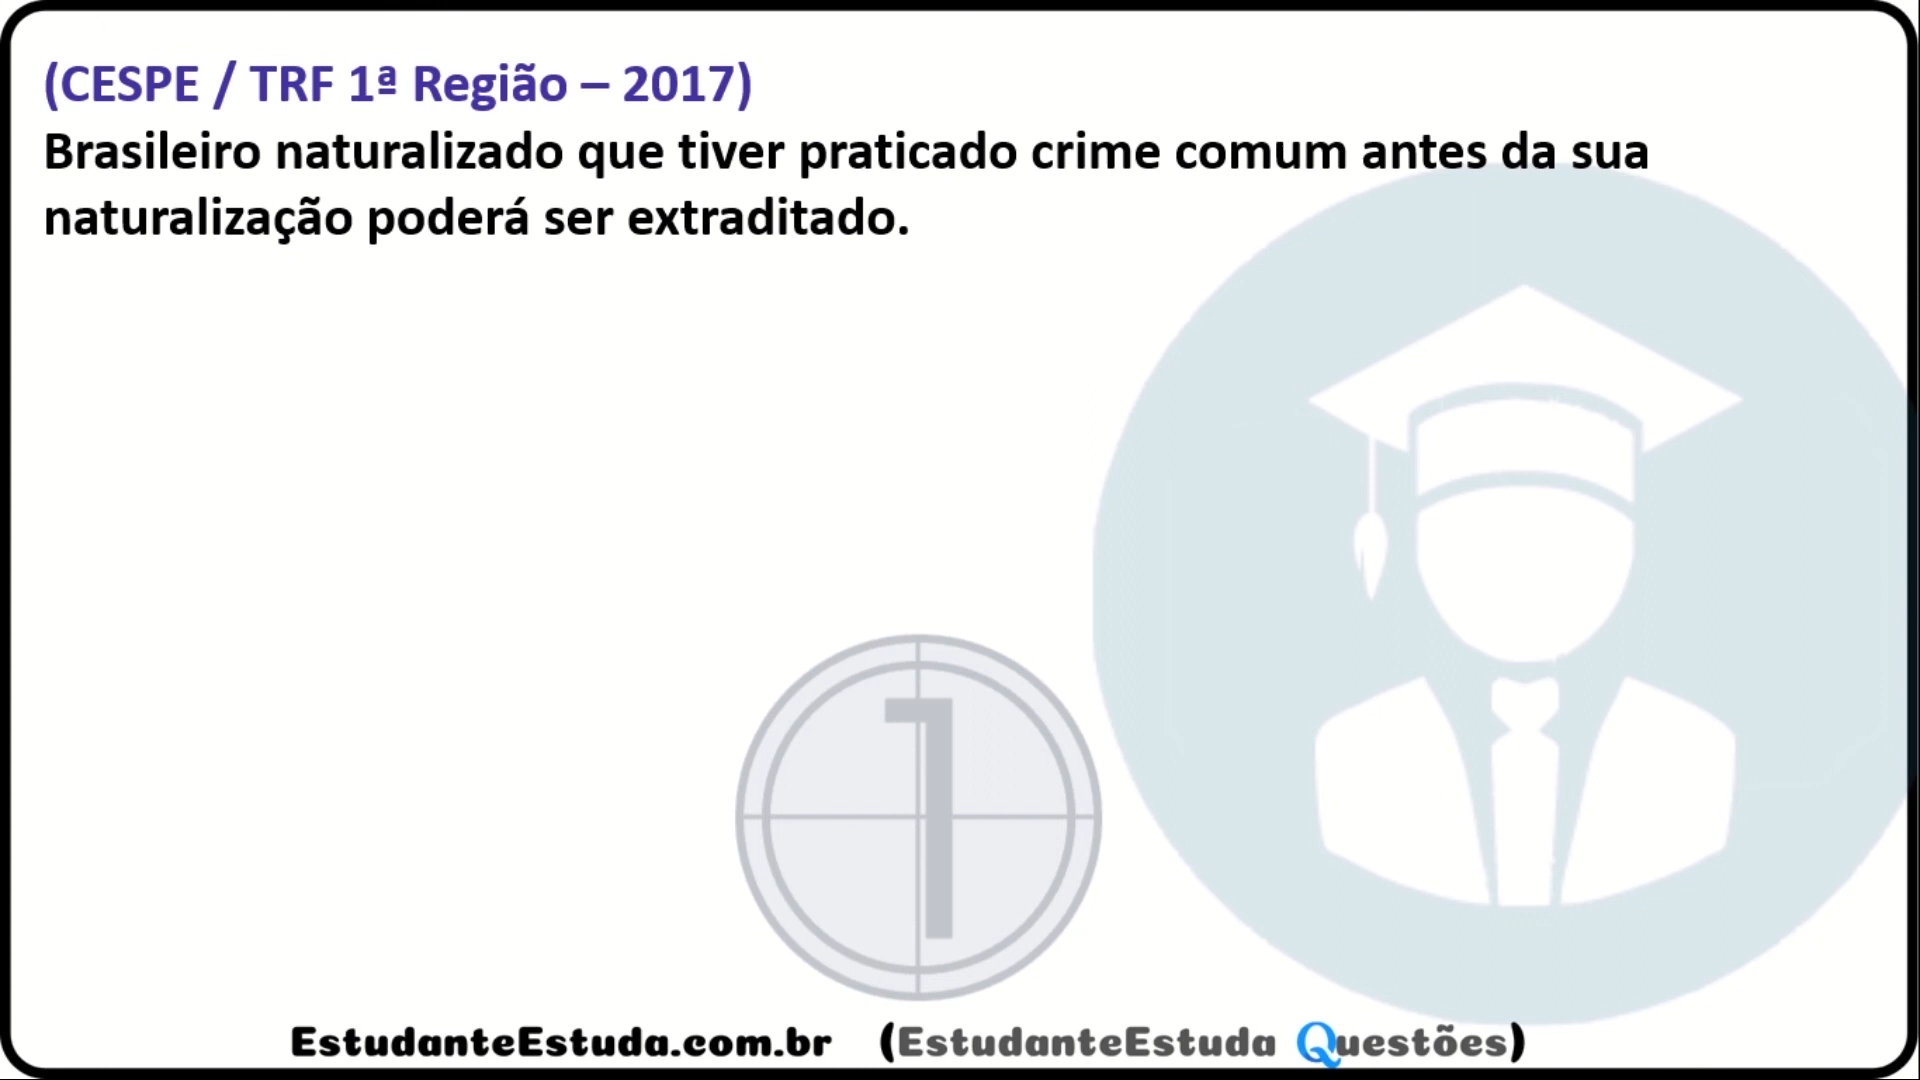 (CESPE / TRF 1ª Região – 2017)
Brasileiro naturalizado que tiver praticado crime comum antes da sua
naturalização poderá ser extraditado.
1
EstudanteEstuda.com.br (EstudanteEstuda Questões)